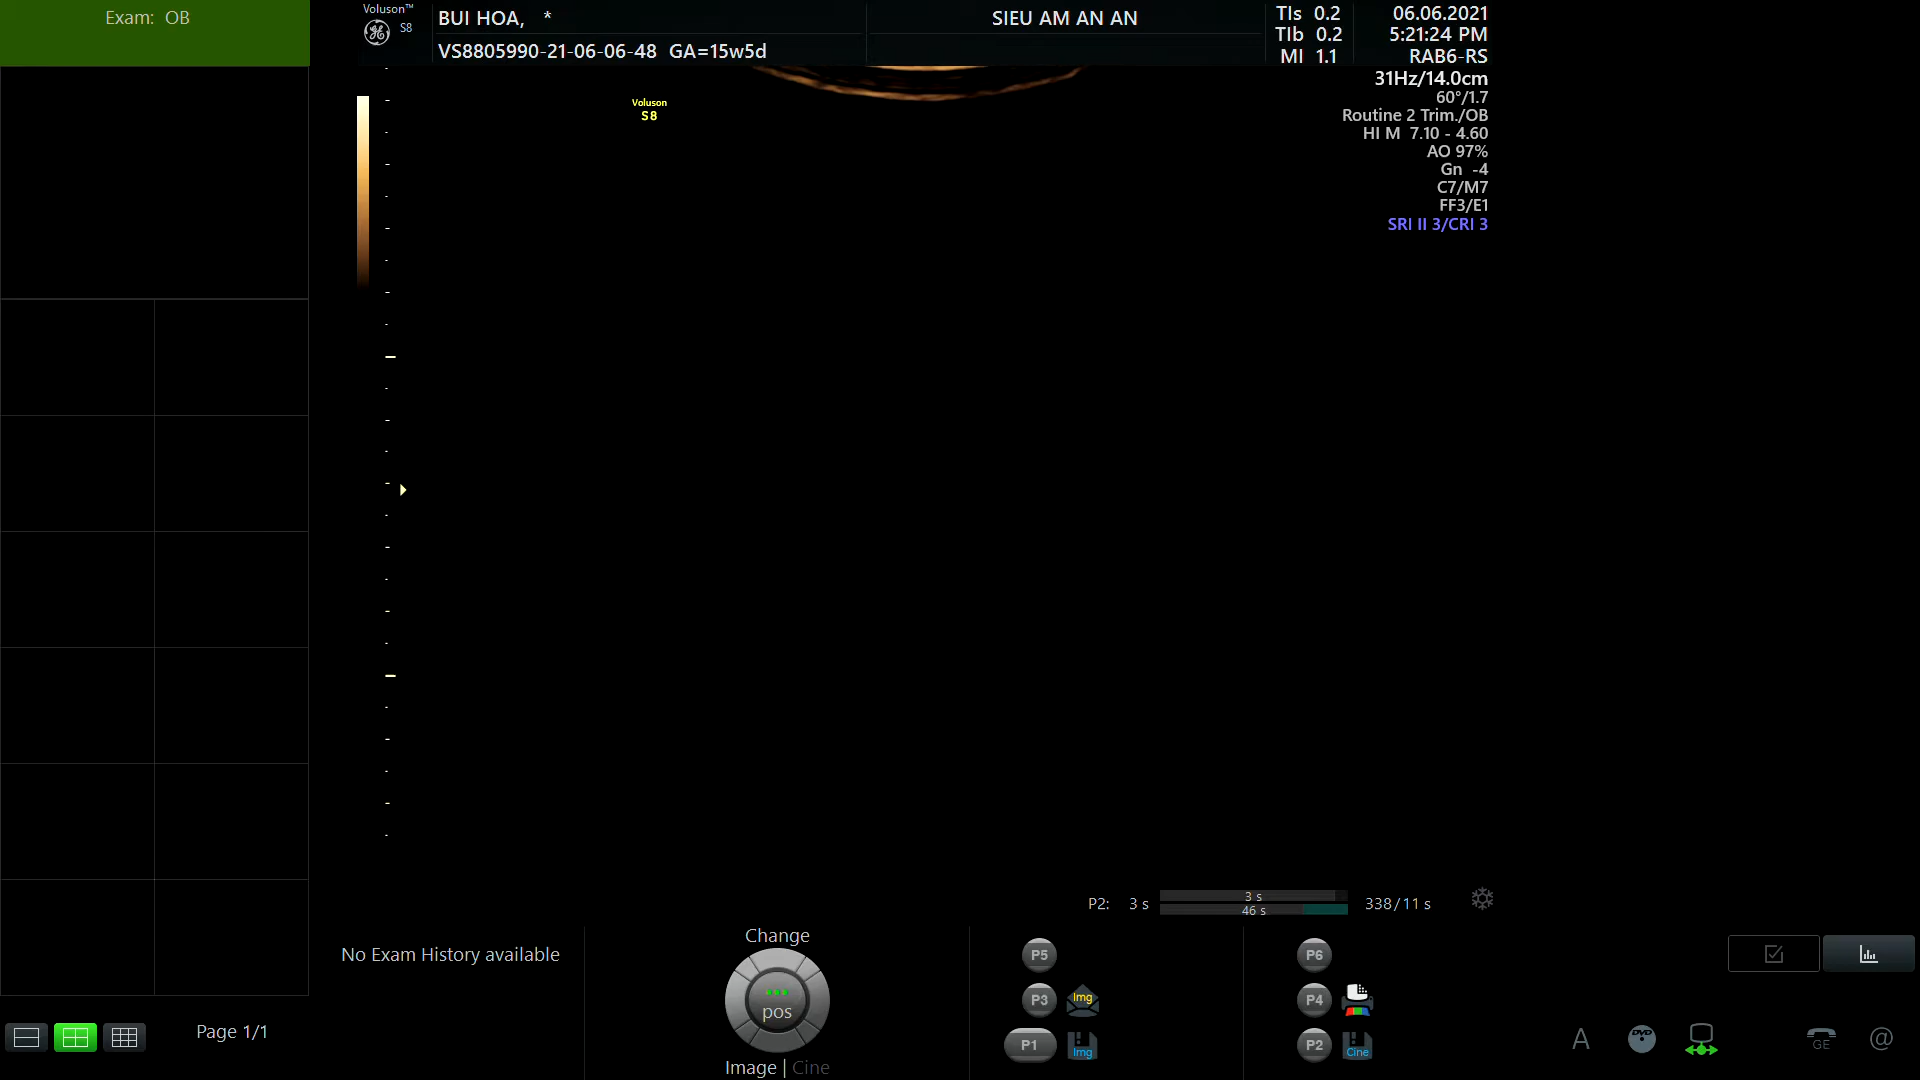 Exam: OB
Voluson™
S8
BUI HOA, *
SIEU AM AN AN
VS8805990-21-06-06-48 GA=15w5d
TIs 0.2
TIb 0.2
MI 1.1
06.06.2021
5:21:24 PM
RAB6-RS
31Hz/14.0cm
60°/1.7
Routine 2 Trim./OB
HI M 7.10 - 4.60
AO 97%
Gn -4
C7/M7
FF3/E1
SRI II 3/CRI 3
Voluson
S8
P2: 3 s
3 s
46 s
338/11 s
No Exam History available
Change
pos
Image | Cine
P5
P3 Img
P1 Img
P6
P4
P2 Cine
Page 1/1
A
DVD
GE
@